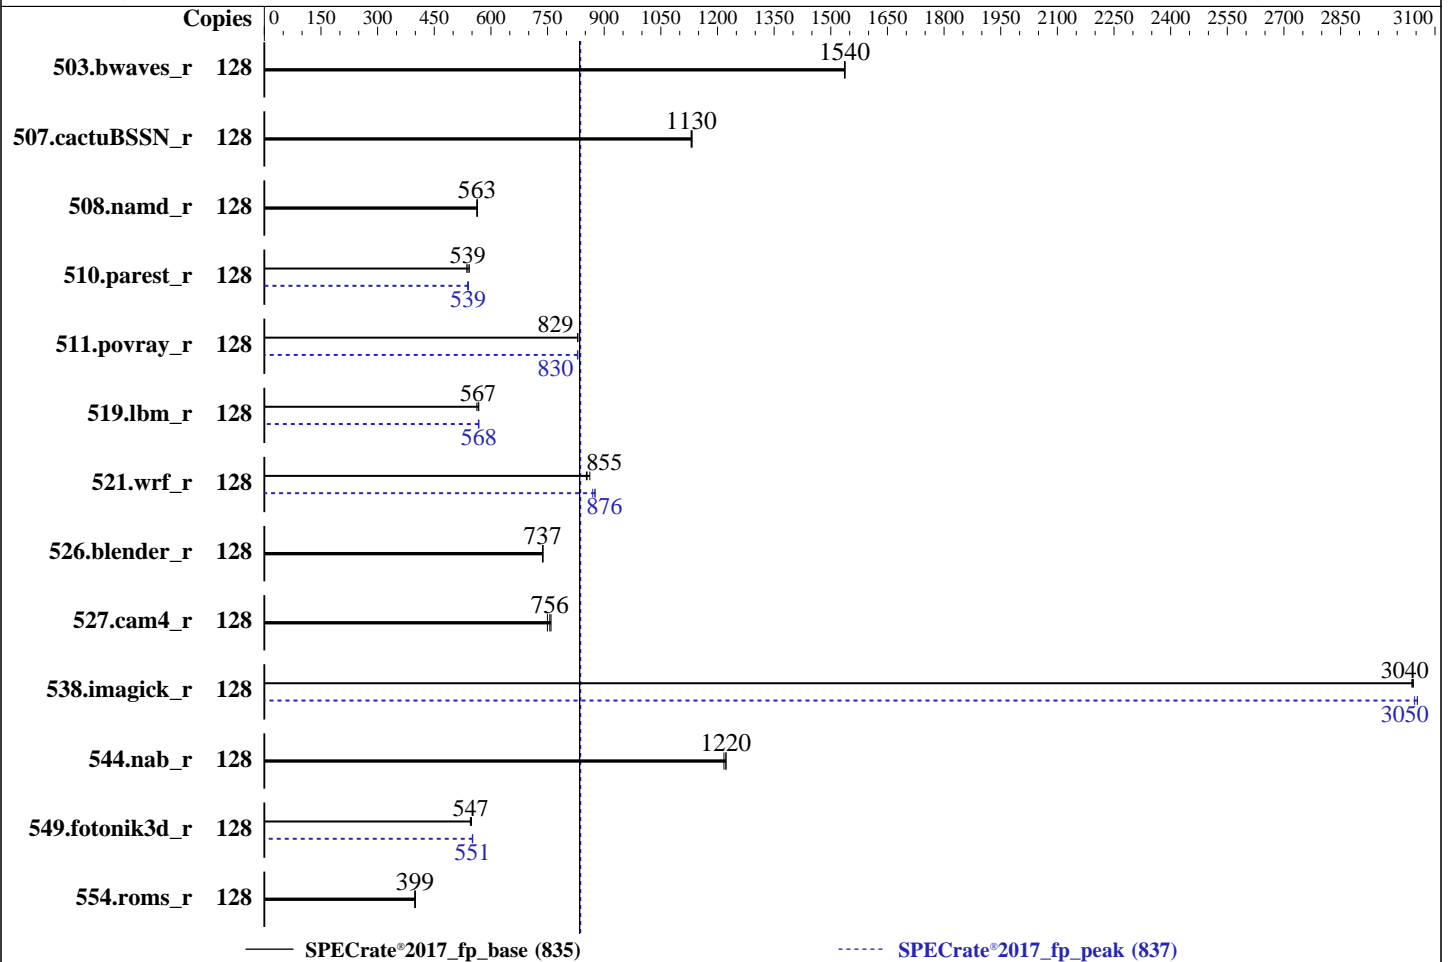 Copies 0 150 300 450 600 750 900 1050 1200 1350 1500 1650 1800 1950 2100 2250 2400 2550 2700 2850 3100
1540
503.bwaves_r 128
1130
507.cactuBSSN_r 128
563
508.namd_r 128
539
510.parest_r 128
539
829
511.povray_r 128
830
567
519.lbm_r 128
568
855
521.wrf_r 128
876
737
526.blender_r 128
756
527.cam4_r 128
3040
538.imagick_r 128
3050
1220
544.nab_r 128
547
549.fotonik3d_r 128
551
399
554.roms_r 128
SPECrate®2017_fp_base (835) SPECrate®2017_fp_peak (837)